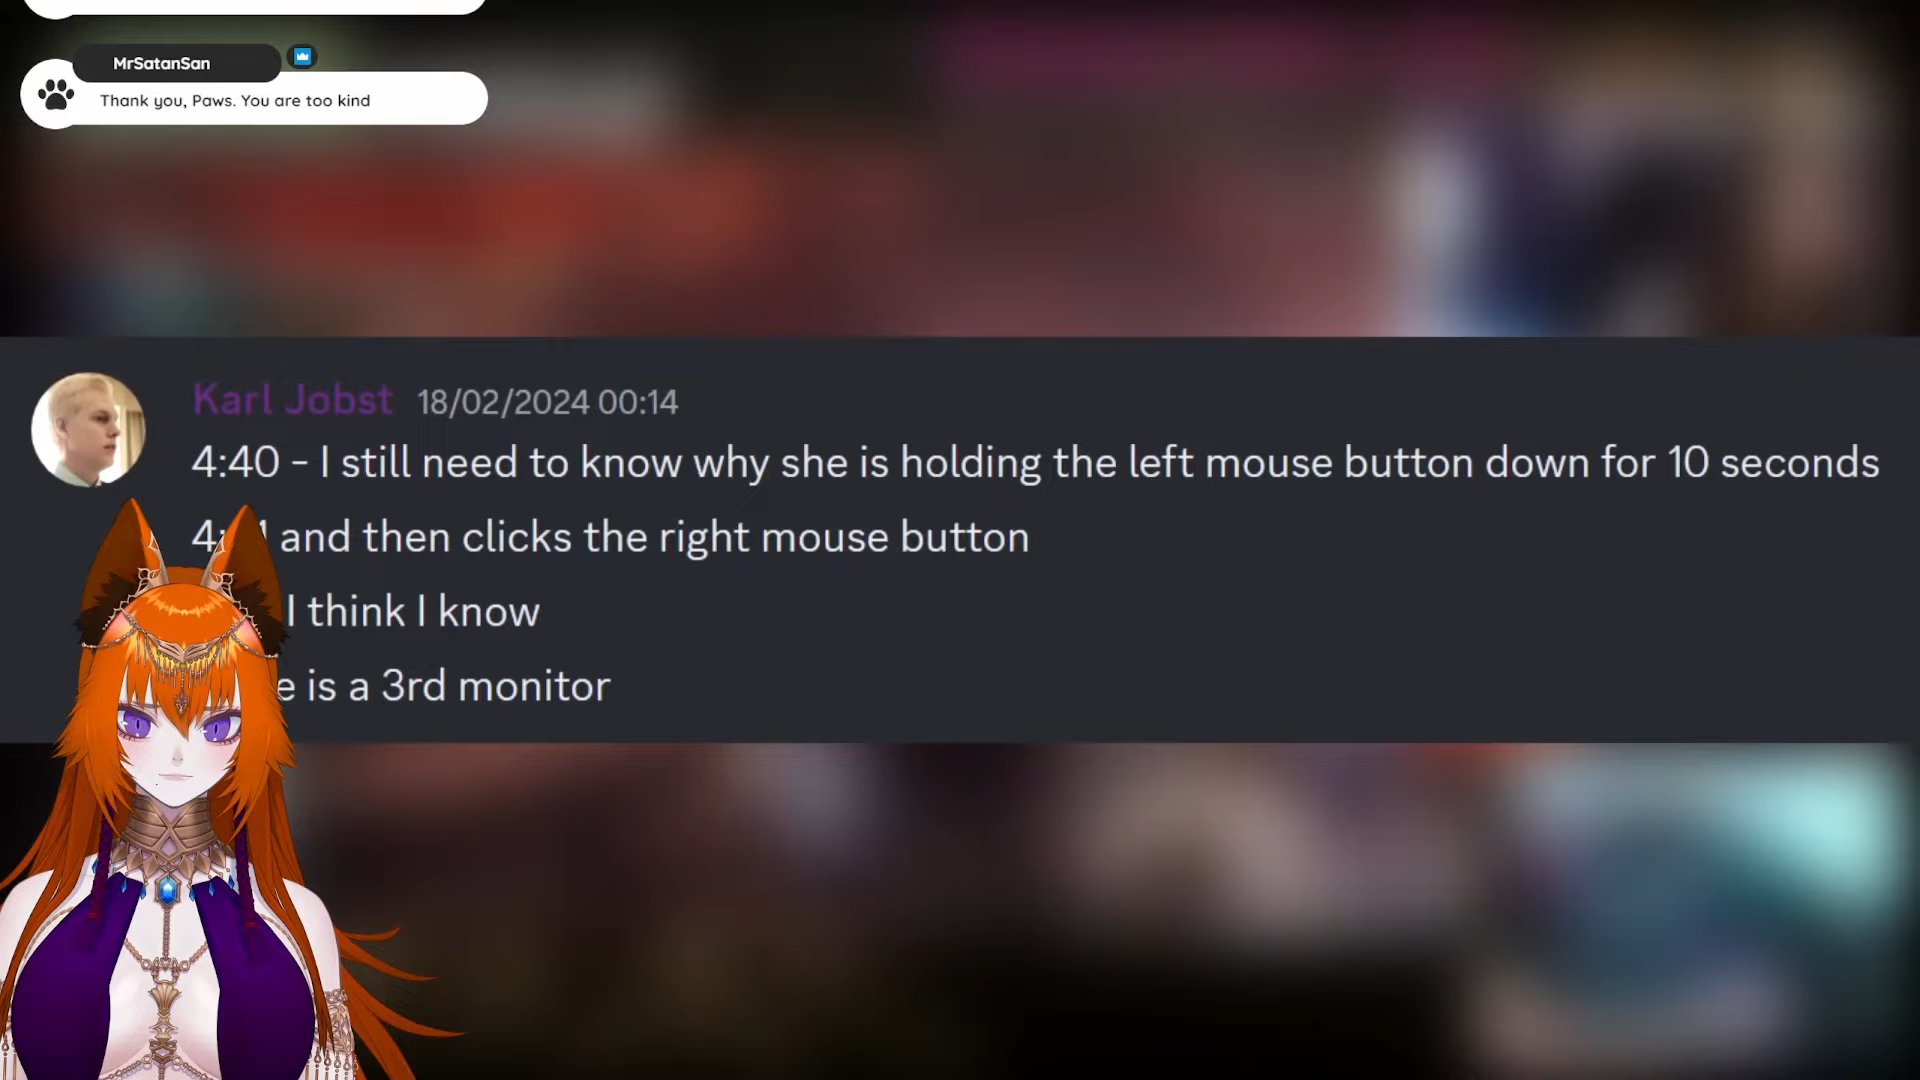 MrSatanSan
Thank you, Paws. You are too kind
Karl Jobst 18/02/2024 00:14
4:40 - I still need to know why she is holding the left mouse button down for 10 seconds
and then clicks the right mouse button
I think I know
is a 3rd monitor